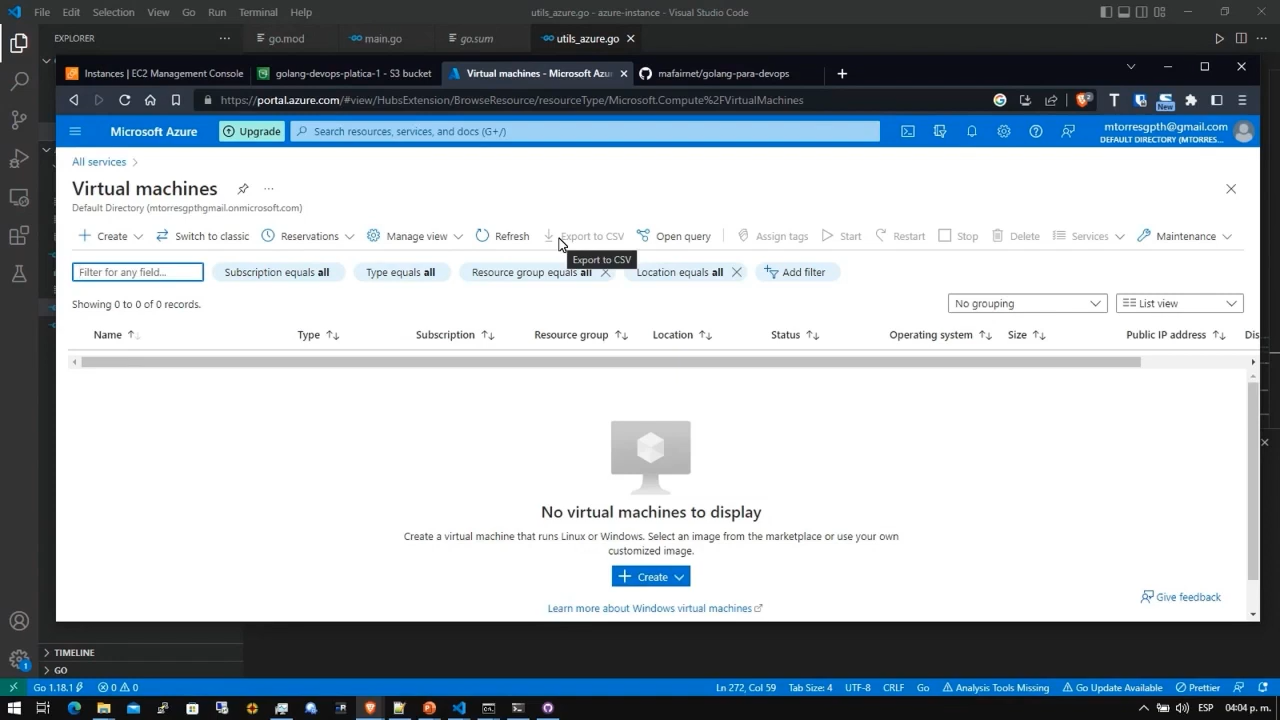 File Edit Selection View Go Run Terminal Help
utils_azure.go - azure-instance - Visual Studio Code
EXPLORER
go.mod
main.go
go.sum
utils_azure.go
Instances | EC2 Management Console
golang-devops-platica-1 - S3 bucket
Virtual machines - Microsoft Azu
mafairnet/golang-para-devops
https://portal.azure.com/#view/HubsExtension/BrowseResource/resourceType/Microsoft.Compute%2FVirtualMachines
New
Microsoft Azure
Upgrade
Search resources, services, and docs (G+/)
mtorresgpth@gmail.com
DEFAULT DIRECTORY (MTORRES...
All services >
Virtual machines
...
Default Directory (mtorresgpthgmail.onmicrosoft.com)
+ Create
Switch to classic
Reservations
Manage view
Refresh
Export to CSV
Open query
Assign tags
Start
Restart
Stop
Delete
Services
Maintenance
Export to CSV
Filter for any field...
Subscription equals all
Type equals all
Resource group equals all
Location equals all
Add filter
Showing 0 to 0 of 0 records.
No grouping
List view
Name
Type
Subscription
Resource group
Location
Status
Operating system
Size
Public IP address
Dis
No virtual machines to display
Create a virtual machine that runs Linux or Windows. Select an image from the marketplace or use your own
customized image.
+ Create
Learn more about Windows virtual machines
Give feedback
TIMELINE
GO
1
Go 1.18.1
0 0
Ln 272, Col 59
Tab Size: 4
UTF-8
CRLF
Go
Analysis Tools Missing
Go Update Available
Prettier
ESP
04:04 p. m.